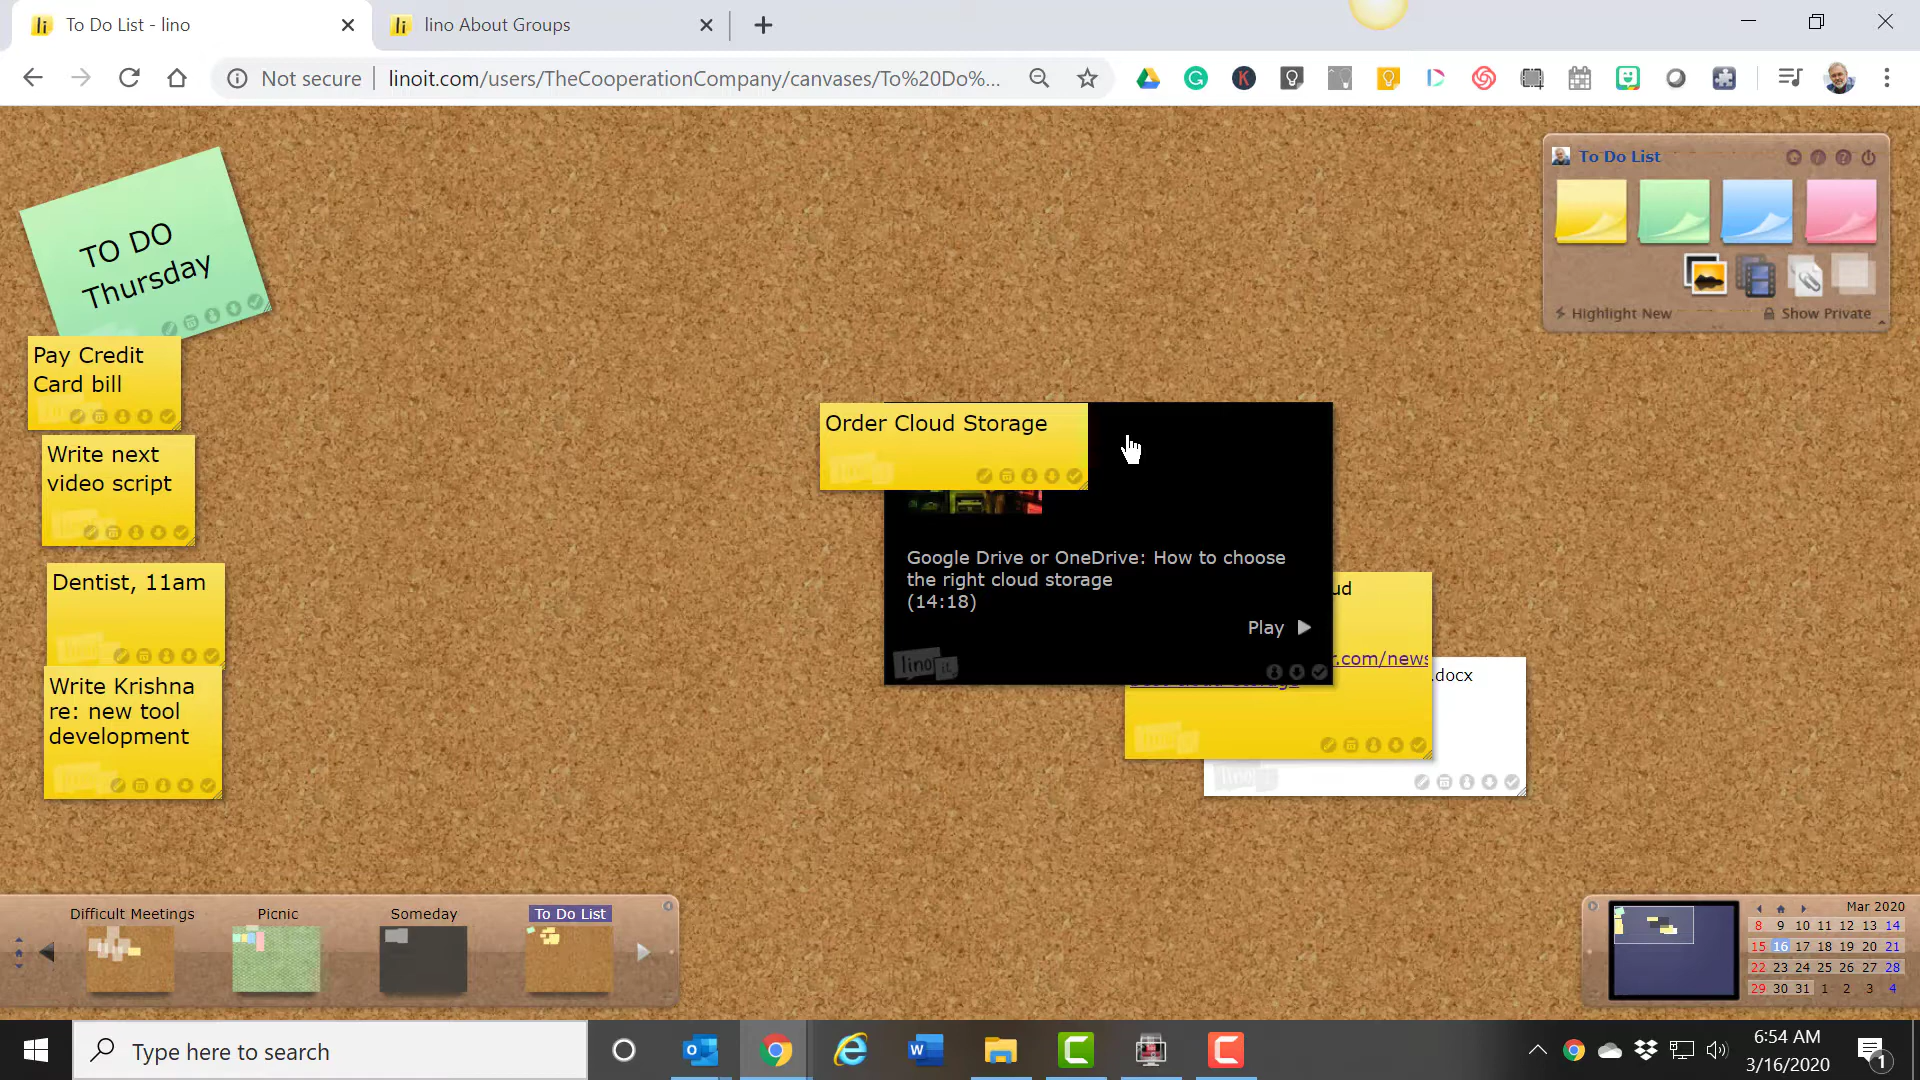 To Do List - lino
lino About Groups
Not secure
linoit.com/users/TheCooperationCompany/canvases/To%20Do%...
TO DO
Thursday
To Do List
Highlight New
Show Private
Pay Credit
Card bill
Write next
video script
Dentist, 11am
Write Krishna
re: new tool
development
Order Cloud Storage
Google Drive or OneDrive: How to choose
the right cloud storage
(14:18)
Play
lino it
ud
r.com/news
.docx
Difficult Meetings
Picnic
Someday
To Do List
Mar 2020
8 9 10 11 12 13 14
15 16 17 18 19 20 21
22 23 24 25 26 27 28
29 30 31 1 2 3 4
Type here to search
6:54 AM
3/16/2020
1